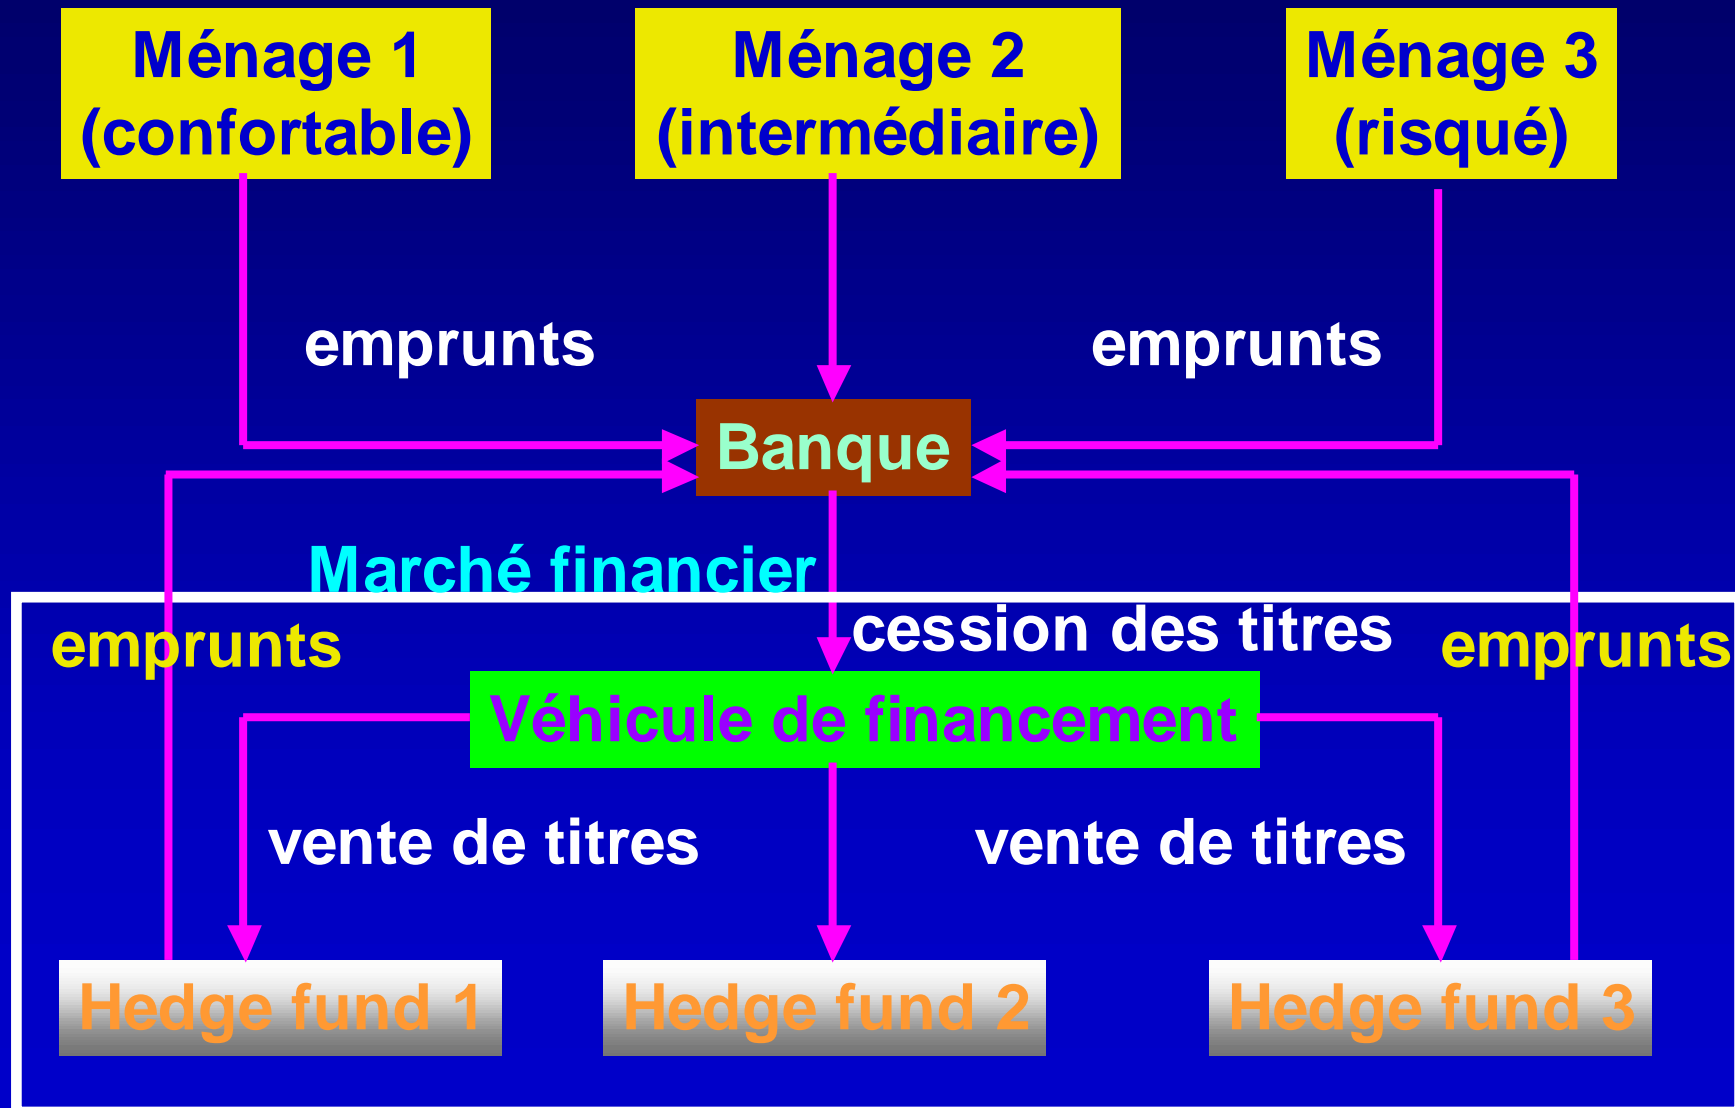 Ménage 1
(confortable)
Ménage 2
(intermédiaire)
Ménage 3
(risqué)
emprunts
emprunts
Banque
Marché financier
cession des titres
emprunts
emprunts
Véhicule de financement
vente de titres
vente de titres
Hedge fund 1
Hedge fund 2
Hedge fund 3